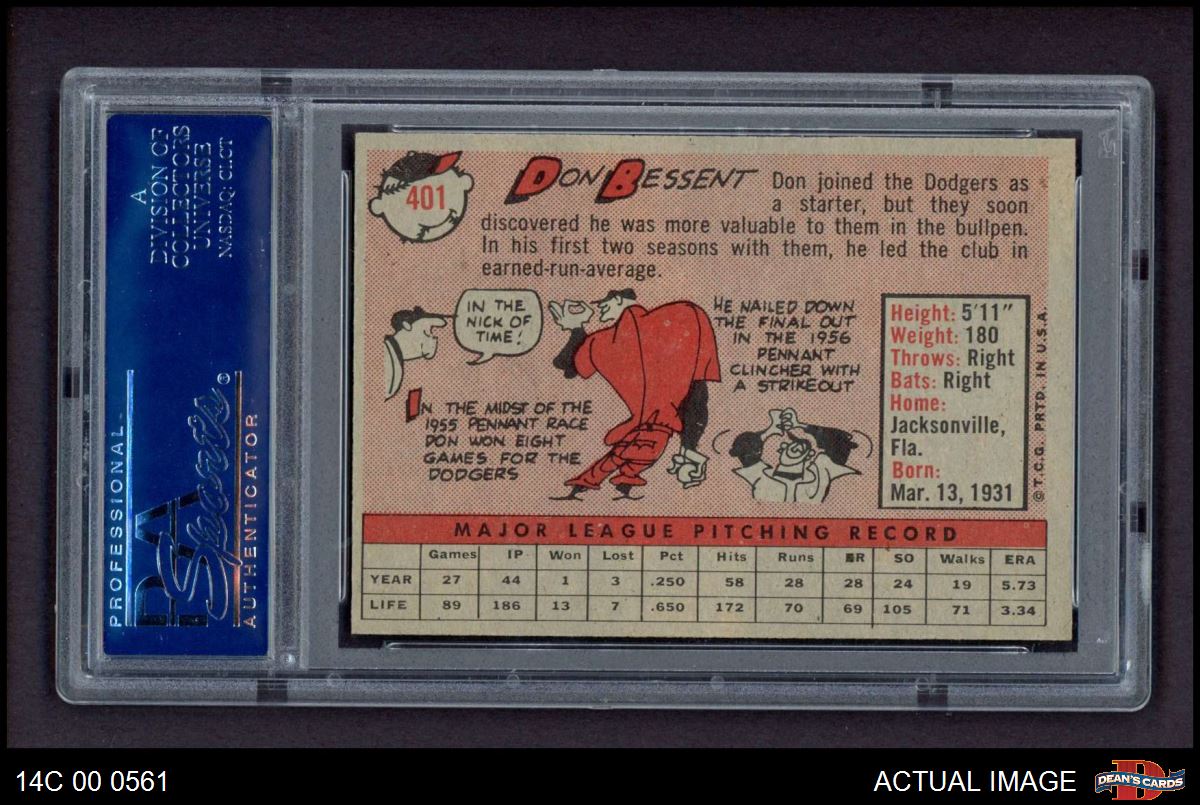 A
DIVISION OF
COLLECTORS
UNIVERSE
NASDAQ: CLCT
PROFESSIONAL
PSA
Sports
®
AUTHENTICATOR
401
DON BESSENT
Don joined the Dodgers as
a starter, but they soon
discovered he was more valuable to them in the bullpen.
In his first two seasons with them, he led the club in
earned-run-average.
IN THE
NICK OF
TIME!
HE NAILED DOWN
THE FINAL OUT
IN THE 1956
PENNANT
CLINCHER WITH
A STRIKEOUT
IN THE MIDST OF THE
1955 PENNANT RACE
DON WON EIGHT
GAMES FOR THE
DODGERS
Height: 5'11"
Weight: 180
Throws: Right
Bats: Right
Home:
Jacksonville,
Fla.
Born:
Mar. 13, 1931
© T.C.G. PRTD. IN U.S.A.
MAJOR LEAGUE PITCHING RECORD
Games IP Won Lost Pct Hits Runs ER SO Walks ERA
YEAR 27 44 1 3 .250 58 28 28 24 19 5.73
LIFE 89 186 13 7 .650 172 70 69 105 71 3.34
14C 00 0561
ACTUAL IMAGE
DEAN'S CARDS